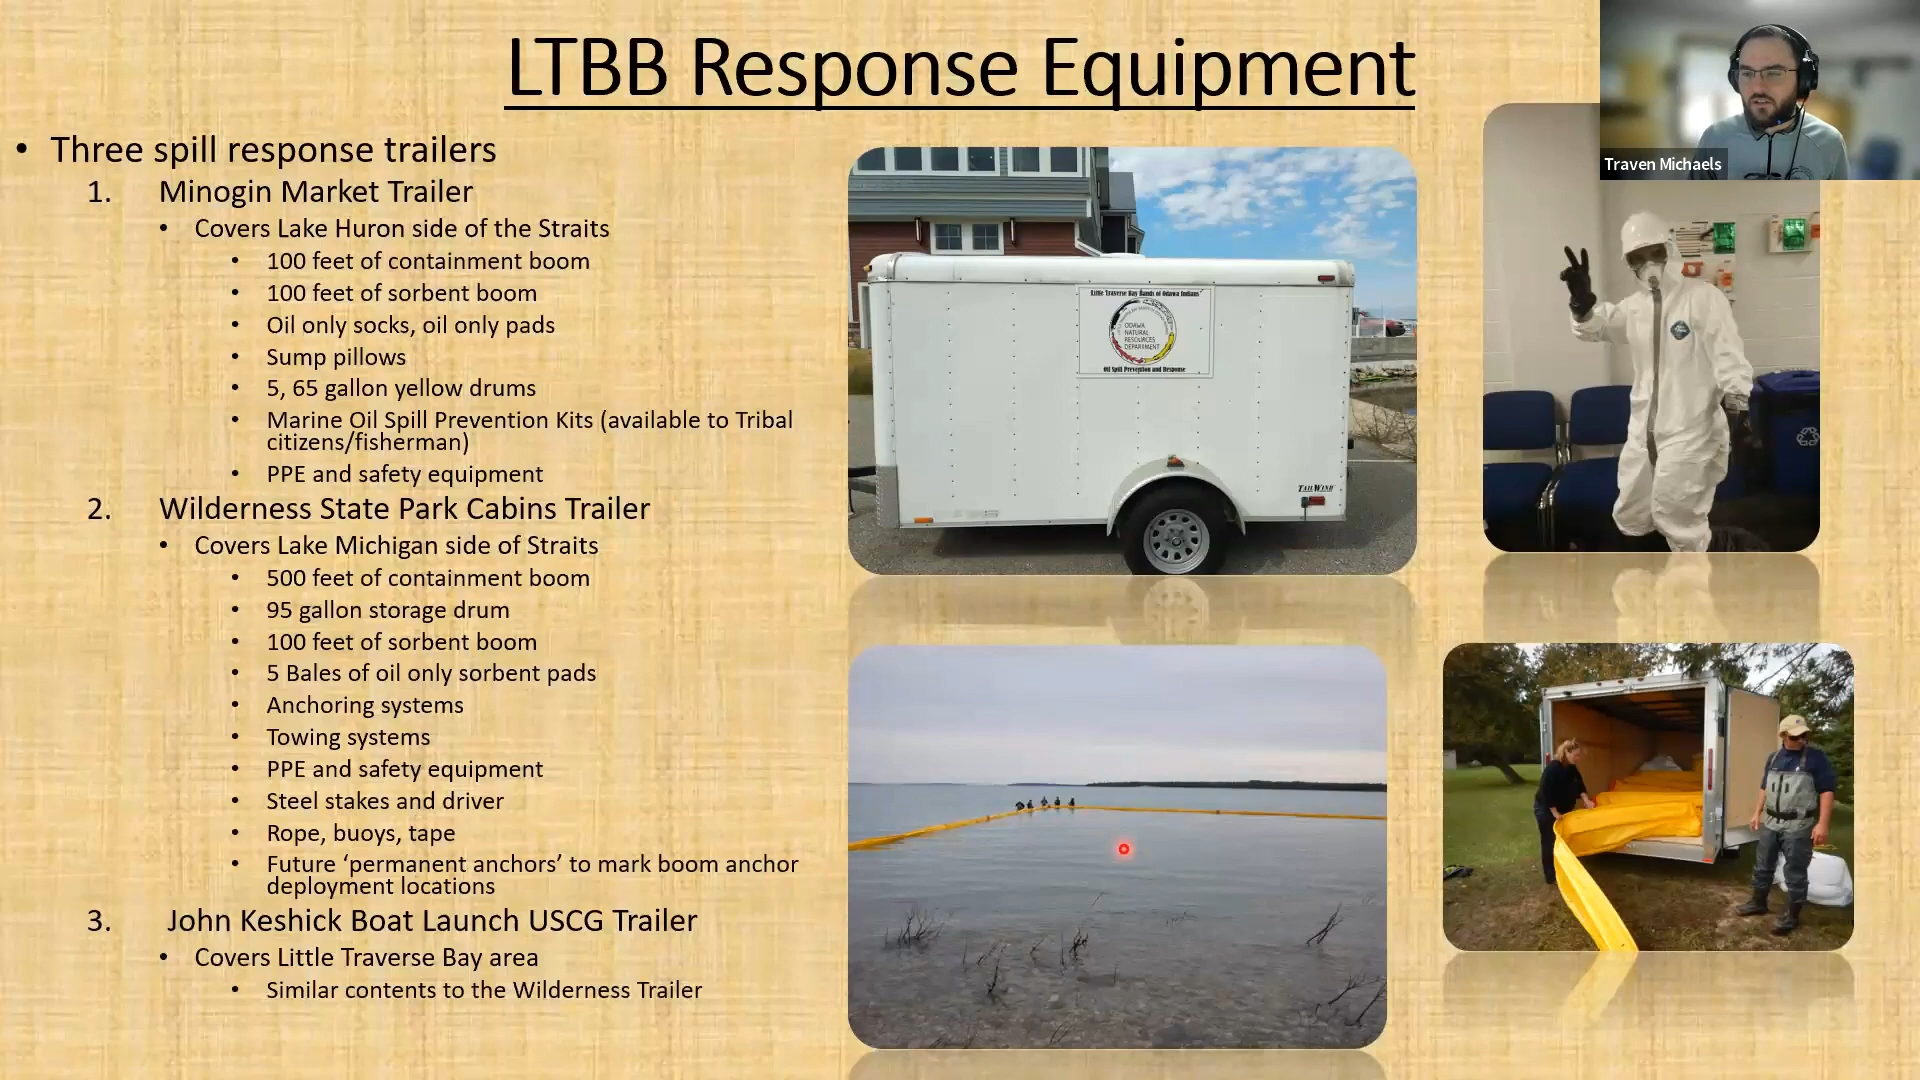 LTBB Response Equipment
Traven Michaels
• Three spill response trailers
1. Minogin Market Trailer
• Covers Lake Huron side of the Straits
• 100 feet of containment boom
• 100 feet of sorbent boom
• Oil only socks, oil only pads
• Sump pillows
• 5, 65 gallon yellow drums
• Marine Oil Spill Prevention Kits (available to Tribal
citizens/fisherman)
• PPE and safety equipment
2. Wilderness State Park Cabins Trailer
• Covers Lake Michigan side of Straits
• 500 feet of containment boom
• 95 gallon storage drum
• 100 feet of sorbent boom
• 5 Bales of oil only sorbent pads
• Anchoring systems
• Towing systems
• PPE and safety equipment
• Steel stakes and driver
• Rope, buoys, tape
• Future ‘permanent anchors’ to mark boom anchor
deployment locations
3. John Keshick Boat Launch USCG Trailer
• Covers Little Traverse Bay area
• Similar contents to the Wilderness Trailer
Little Traverse Bay Bands of Odawa Indians
ODAWA
NATURAL
RESOURCES
DEPARTMENT
Oil Spill Prevention and Response
TAILWIND